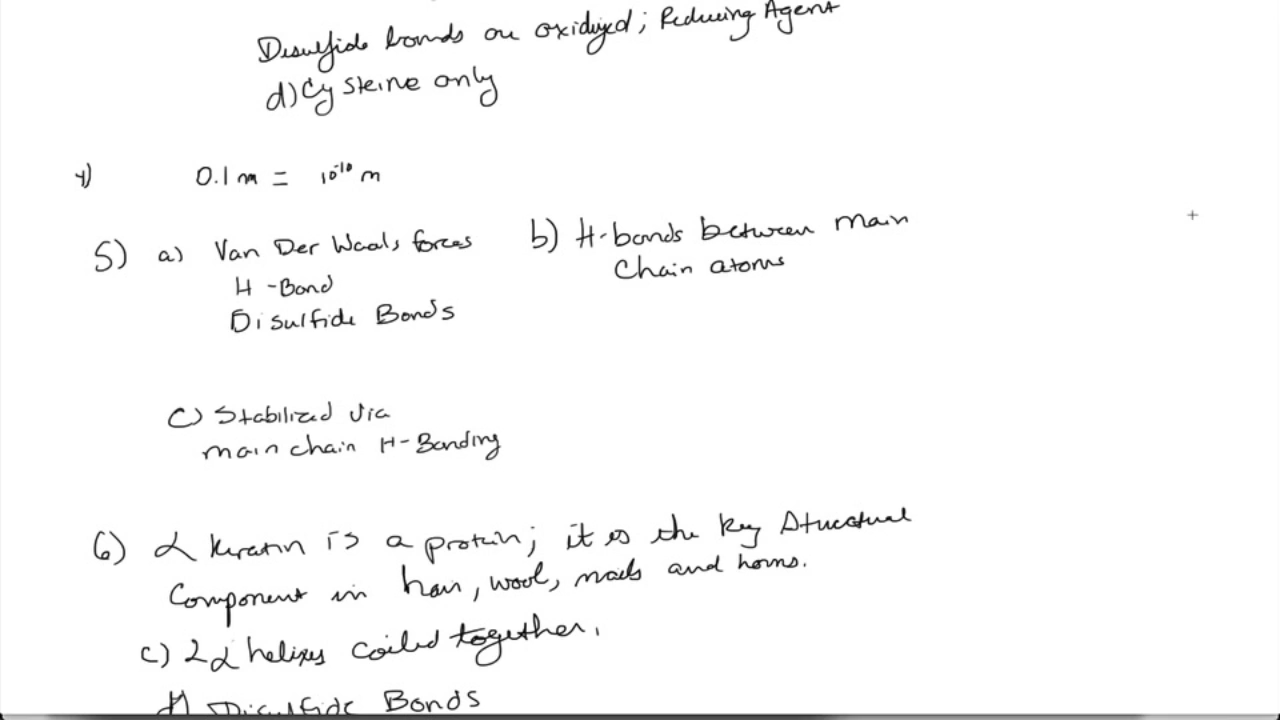 Disulfide bonds are oxidized; Reducing Agent
d) Cysteine only
4) 0.1 m = 10⁻¹⁰ m
5) a) Van Der Waals forces
H-Bond
Disulfide Bonds
b) H-bonds between main
chain atoms
c) Stabilized via
main chain H-Bonding
6) α Keratin is a protein; it is the key Structural
Component in hair, wool, nails and horns.
c) 2 α helixes coiled together.
d) Disulfide Bonds